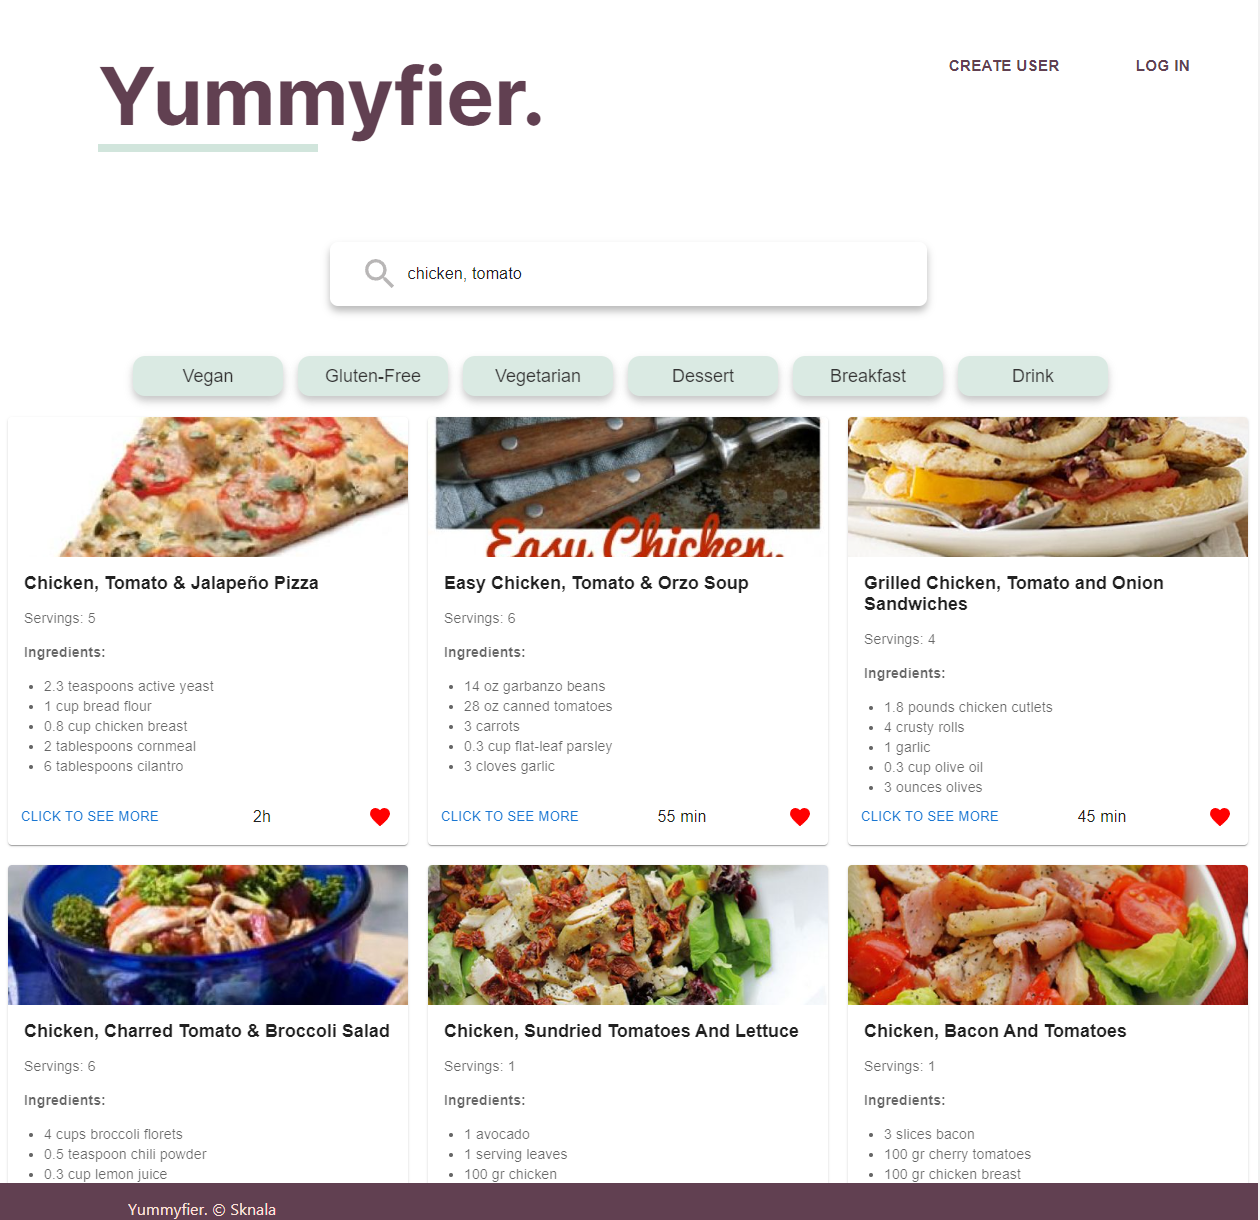 Yummyfier.
CREATE USER
LOG IN
chicken, tomato
Vegan
Gluten-Free
Vegetarian
Dessert
Breakfast
Drink
Chicken, Tomato & Jalapeño Pizza
Servings: 5
Ingredients:
2.3 teaspoons active yeast
1 cup bread flour
0.8 cup chicken breast
2 tablespoons cornmeal
6 tablespoons cilantro
CLICK TO SEE MORE
2h
Easy Chicken,
Easy Chicken, Tomato & Orzo Soup
Servings: 6
Ingredients:
14 oz garbanzo beans
28 oz canned tomatoes
3 carrots
0.3 cup flat-leaf parsley
3 cloves garlic
CLICK TO SEE MORE
55 min
Grilled Chicken, Tomato and Onion
Sandwiches
Servings: 4
Ingredients:
1.8 pounds chicken cutlets
4 crusty rolls
1 garlic
0.3 cup olive oil
3 ounces olives
CLICK TO SEE MORE
45 min
Chicken, Charred Tomato & Broccoli Salad
Servings: 6
Ingredients:
4 cups broccoli florets
0.5 teaspoon chili powder
0.3 cup lemon juice
Chicken, Sundried Tomatoes And Lettuce
Servings: 1
Ingredients:
1 avocado
1 serving leaves
100 gr chicken
Chicken, Bacon And Tomatoes
Servings: 1
Ingredients:
3 slices bacon
100 gr cherry tomatoes
100 gr chicken breast
Yummyfier. © Sknala